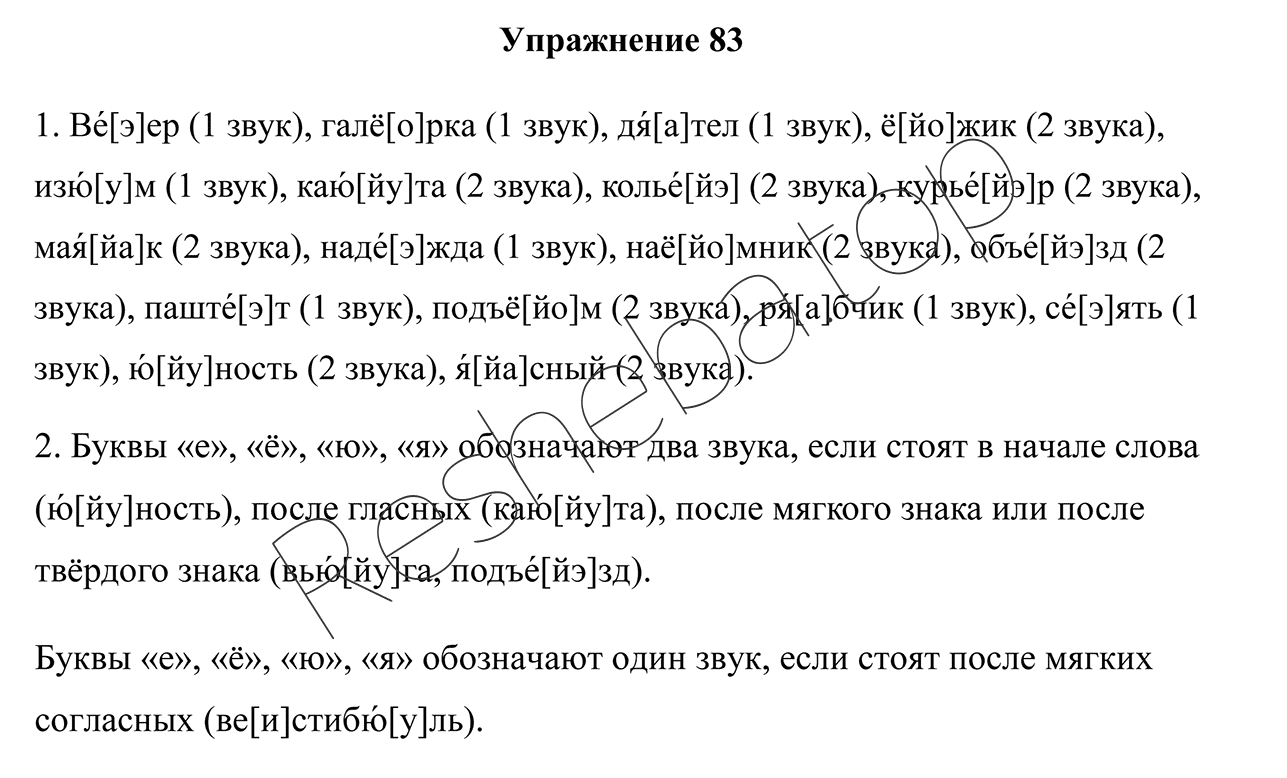 Упражнение 83
1. Ве́[э]ер (1 звук), галё[о]рка (1 звук), дя́[а]тел (1 звук), ё[йо]жик (2 звука),
изю́[у]м (1 звук), каю́[йу]та (2 звука), колье́[йэ] (2 звука), курье́[йэ]р (2 звука),
мая́[йа]к (2 звука), наде́[э]жда (1 звук), наё[йо]мник (2 звука), объе́[йэ]зд (2
звука), паште́[э]т (1 звук), подъё[йо]м (2 звука), ря́[а]бчик (1 звук), се́[э]ять (1
звук), ю́[йу]ность (2 звука), я́[йа]сный (2 звука).
2. Буквы «е», «ё», «ю», «я» обозначают два звука, если стоят в начале слова
(ю́[йу]ность), после гласных (каю́[йу]та), после мягкого знака или после
твёрдого знака (вью́[йу]га, подъе́[йэ]зд).
Буквы «е», «ё», «ю», «я» обозначают один звук, если стоят после мягких
согласных (ве[и]стибю́[у]ль).
Resheba.top